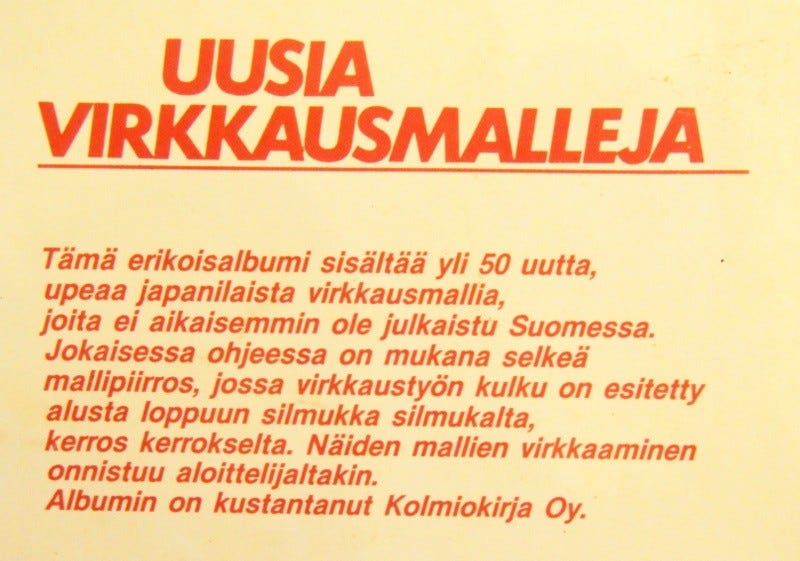 UUSIA
VIRKKAUSMALLEJA
Tämä erikoisalbumi sisältää yli 50 uutta,
upeaa japanilaista virkkausmallia,
joita ei aikaisemmin ole julkaistu Suomessa.
Jokaisessa ohjeessa on mukana selkeä
mallipiirros, jossa virkkaustyön kulku on esitetty
alusta loppuun silmukka silmukalta,
kerros kerrokselta. Näiden mallien virkkaaminen
onnistuu aloittelijaltakin.
Albumin on kustantanut Kolmiokirja Oy.